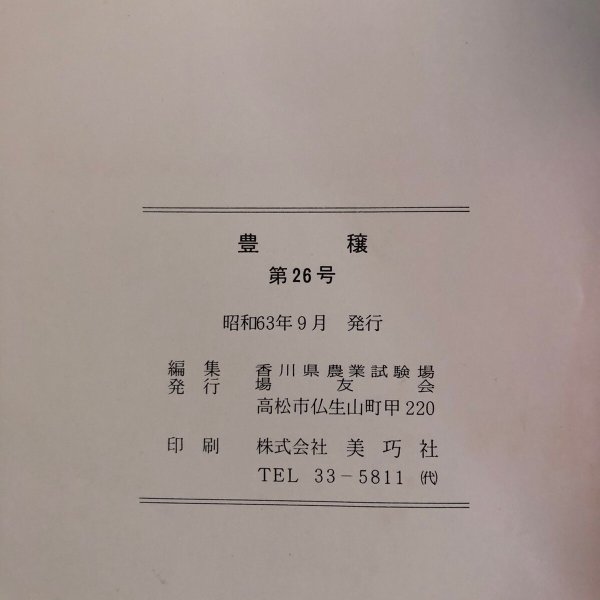 豊穣
第26号
昭和63年9月 発行
編集 香川県農業試験場
発行 場友会
高松市仏生山町甲220
印刷 株式会社 美巧社
TEL 33-5811 ㈹